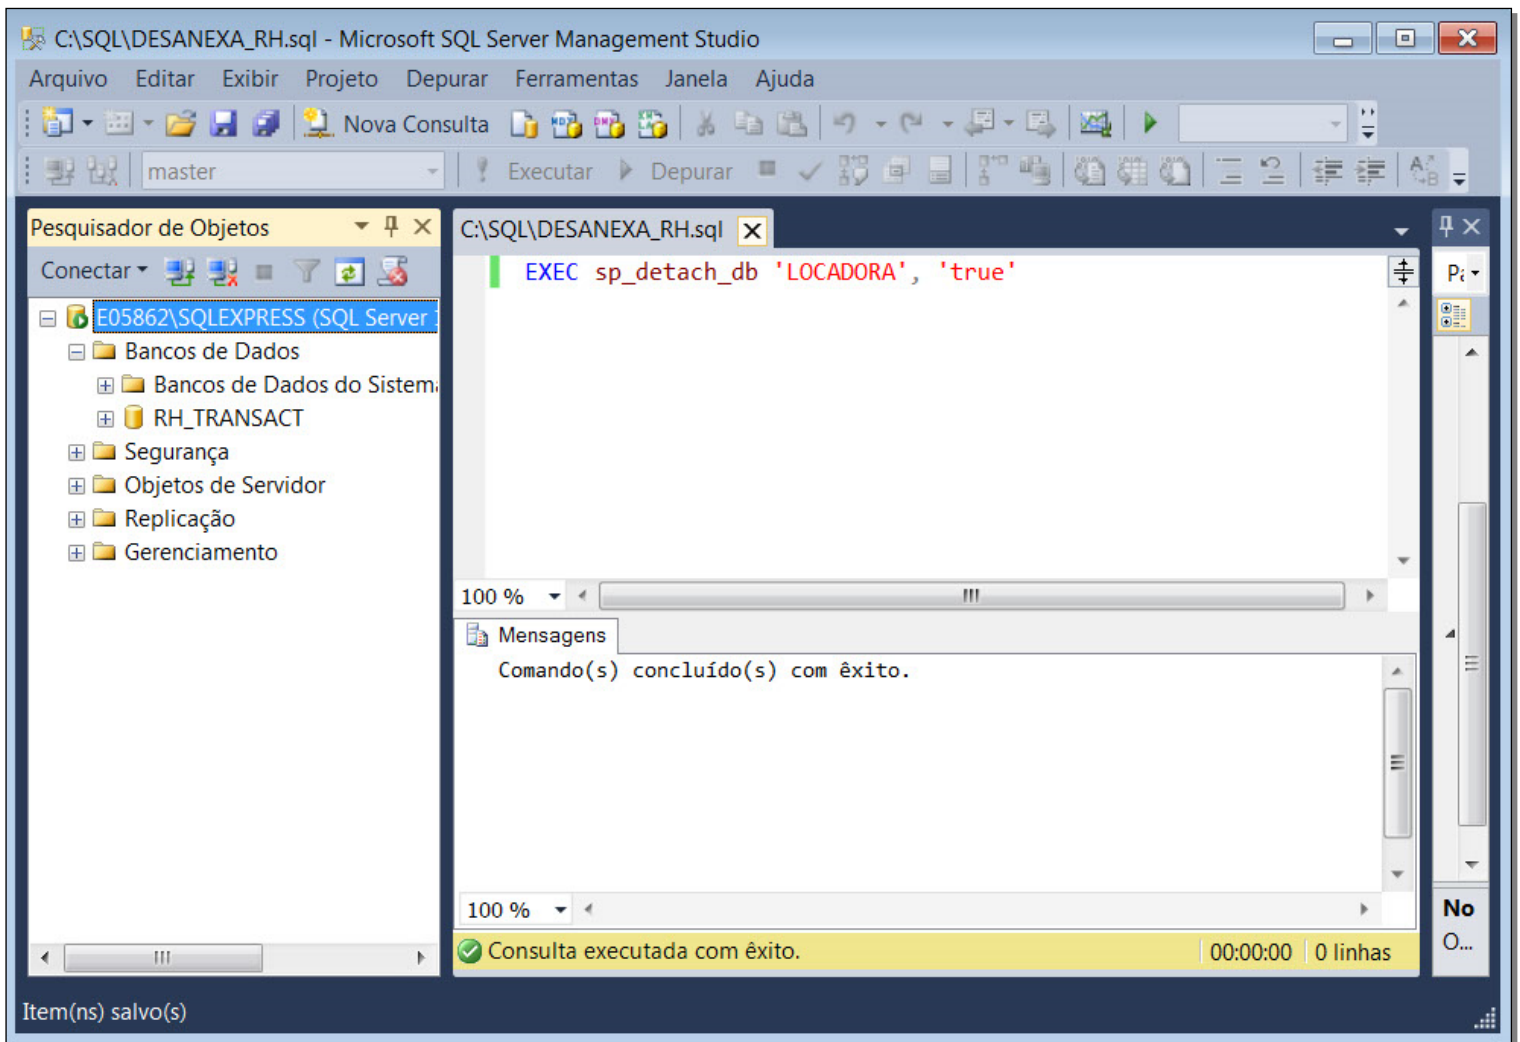 C:\SQL\DESANEXA_RH.sql - Microsoft SQL Server Management Studio
Arquivo Editar Exibir Projeto Depurar Ferramentas Janela Ajuda
Nova Consulta
master
Executar Depurar
Pesquisador de Objetos
Conectar
E05862\SQLEXPRESS (SQL Server
Bancos de Dados
Bancos de Dados do Sistema
RH_TRANSACT
Segurança
Objetos de Servidor
Replicação
Gerenciamento
C:\SQL\DESANEXA_RH.sql
EXEC sp_detach_db 'LOCADORA', 'true'
100 %
Mensagens
Comando(s) concluído(s) com êxito.
100 %
Consulta executada com êxito.
00:00:00 0 linhas
No
O...
Item(ns) salvo(s)